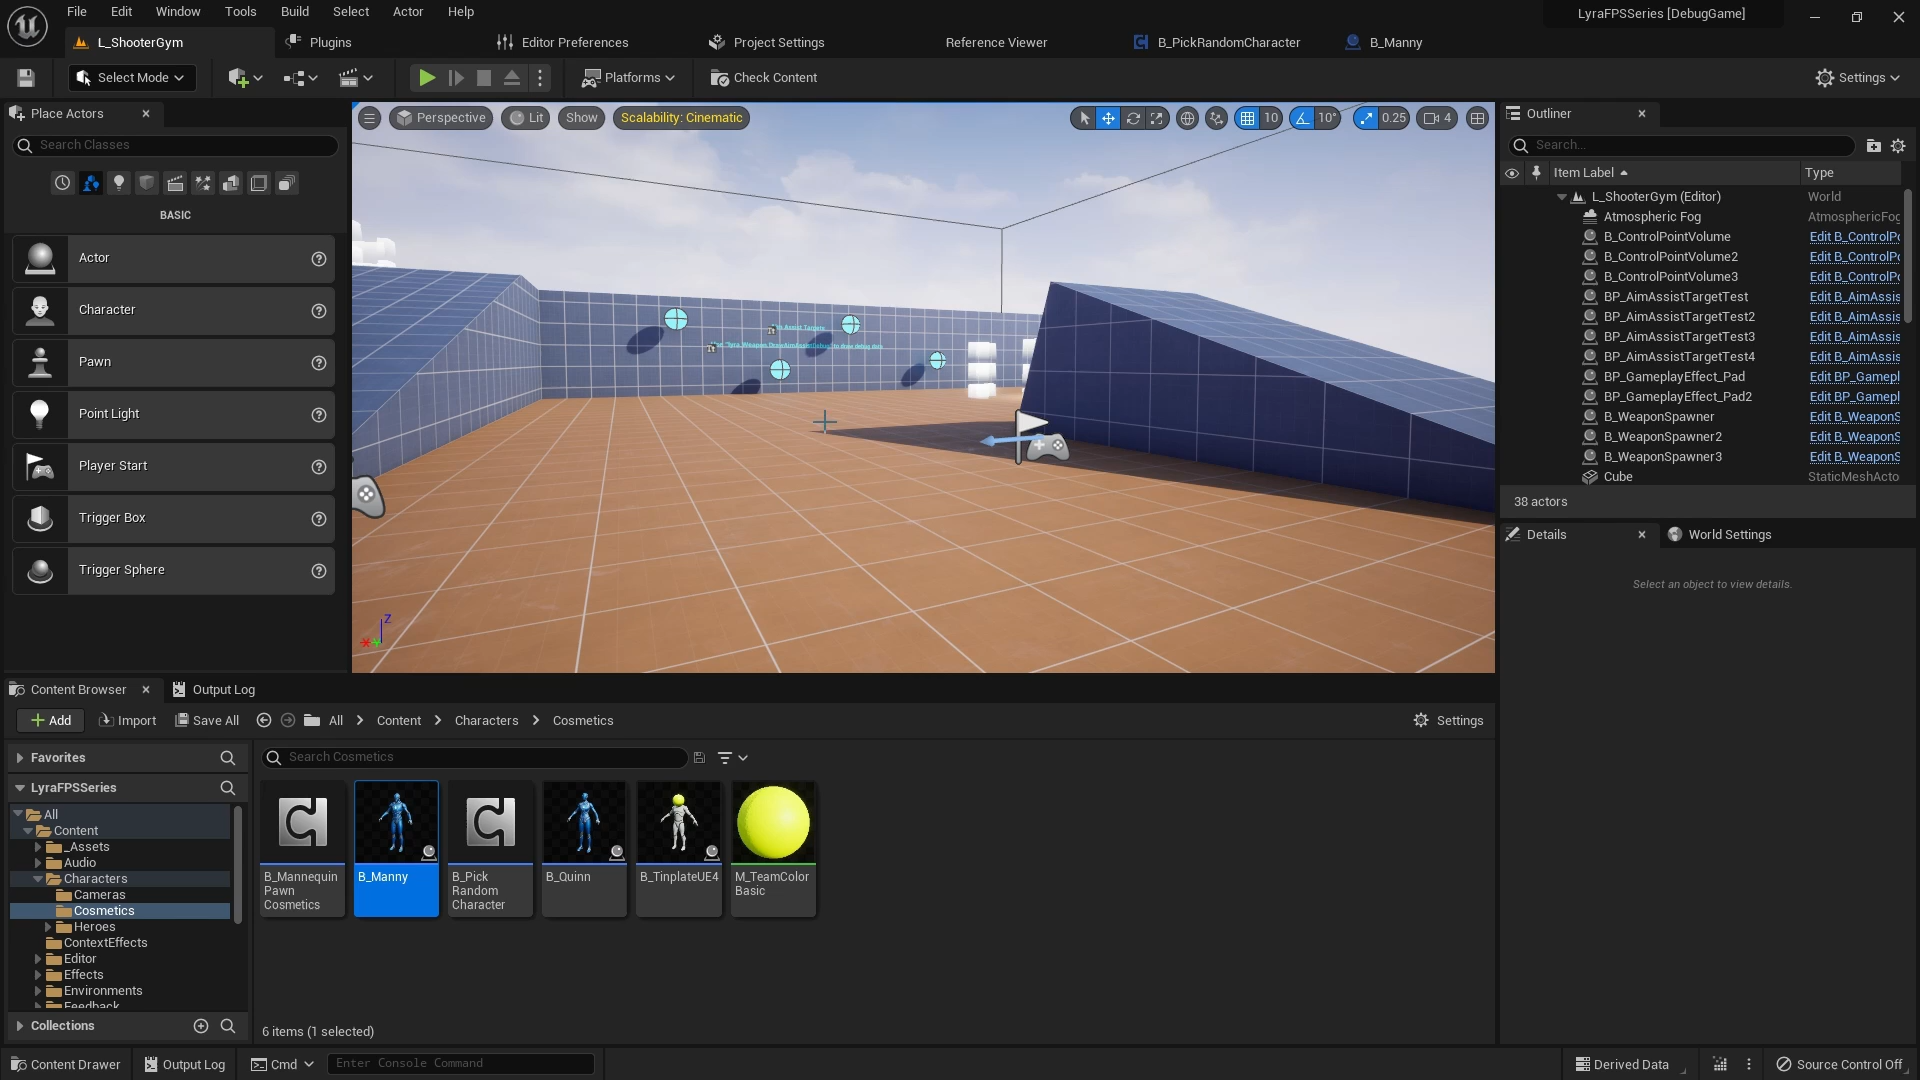 File Edit Window Tools Build Select Actor Help
LyraFPSSeries [DebugGame]
L_ShooterGym
Plugins
Editor Preferences
Project Settings
Reference Viewer
B_PickRandomCharacter
B_Manny
Select Mode
Platforms
Check Content
Settings
Place Actors
Search Classes
BASIC
Actor
Character
Pawn
Point Light
Player Start
Trigger Box
Trigger Sphere
Perspective
Lit
Show
Scalability: Cinematic
10
10°
0.25
4
Z
Outliner
Search...
Item Label
Type
L_ShooterGym (Editor) World
Atmospheric Fog AtmosphericFog
B_ControlPointVolume Edit B_ControlPo
B_ControlPointVolume2 Edit B_ControlPo
B_ControlPointVolume3 Edit B_ControlPo
BP_AimAssistTargetTest Edit B_AimAssis
BP_AimAssistTargetTest2 Edit B_AimAssis
BP_AimAssistTargetTest3 Edit B_AimAssis
BP_AimAssistTargetTest4 Edit B_AimAssis
BP_GameplayEffect_Pad Edit BP_Gamepl
BP_GameplayEffect_Pad2 Edit BP_Gamepl
B_WeaponSpawner Edit B_WeaponS
B_WeaponSpawner2 Edit B_WeaponS
B_WeaponSpawner3 Edit B_WeaponS
Cube StaticMeshActo
38 actors
Details
World Settings
Select an object to view details.
Content Browser
Output Log
Add
Import
Save All
All > Content > Characters > Cosmetics
Settings
Favorites
LyraFPSSeries
All
Content
_Assets
Audio
Characters
Cameras
Cosmetics
Heroes
ContextEffects
Editor
Effects
Environments
Feedback
Collections
Search Cosmetics
B_Mannequin
Pawn
Cosmetics
B_Manny
B_Pick
Random
Character
B_Quinn
B_TinplateUE4
M_TeamColor
Basic
6 items (1 selected)
Content Drawer
Output Log
Cmd
Enter Console Command
Derived Data
Source Control Off